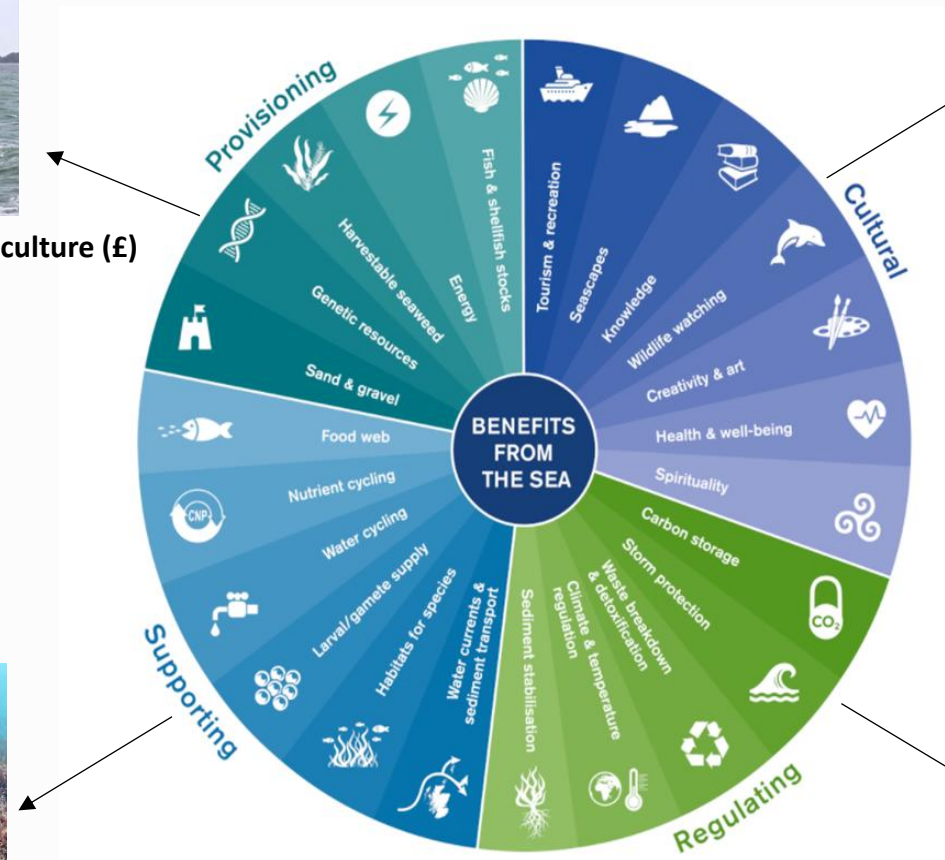 Provisioning
Cultural
Supporting
Regulating
culture (£)
BENEFITS
FROM
THE SEA
Fish & shellfish stocks
Energy
Harvestable seaweed
Genetic resources
Sand & gravel
Tourism & recreation
Seascapes
Knowledge
Wildlife watching
Creativity & art
Health & well-being
Spirituality
Carbon storage
Storm protection
Waste breakdown
& detoxification
Climate & temperature
regulation
Sediment stabilisation
Water currents &
sediment transport
Habitats for species
Larval/gamete supply
Water cycling
Nutrient cycling
Food web
CNP
CO₂